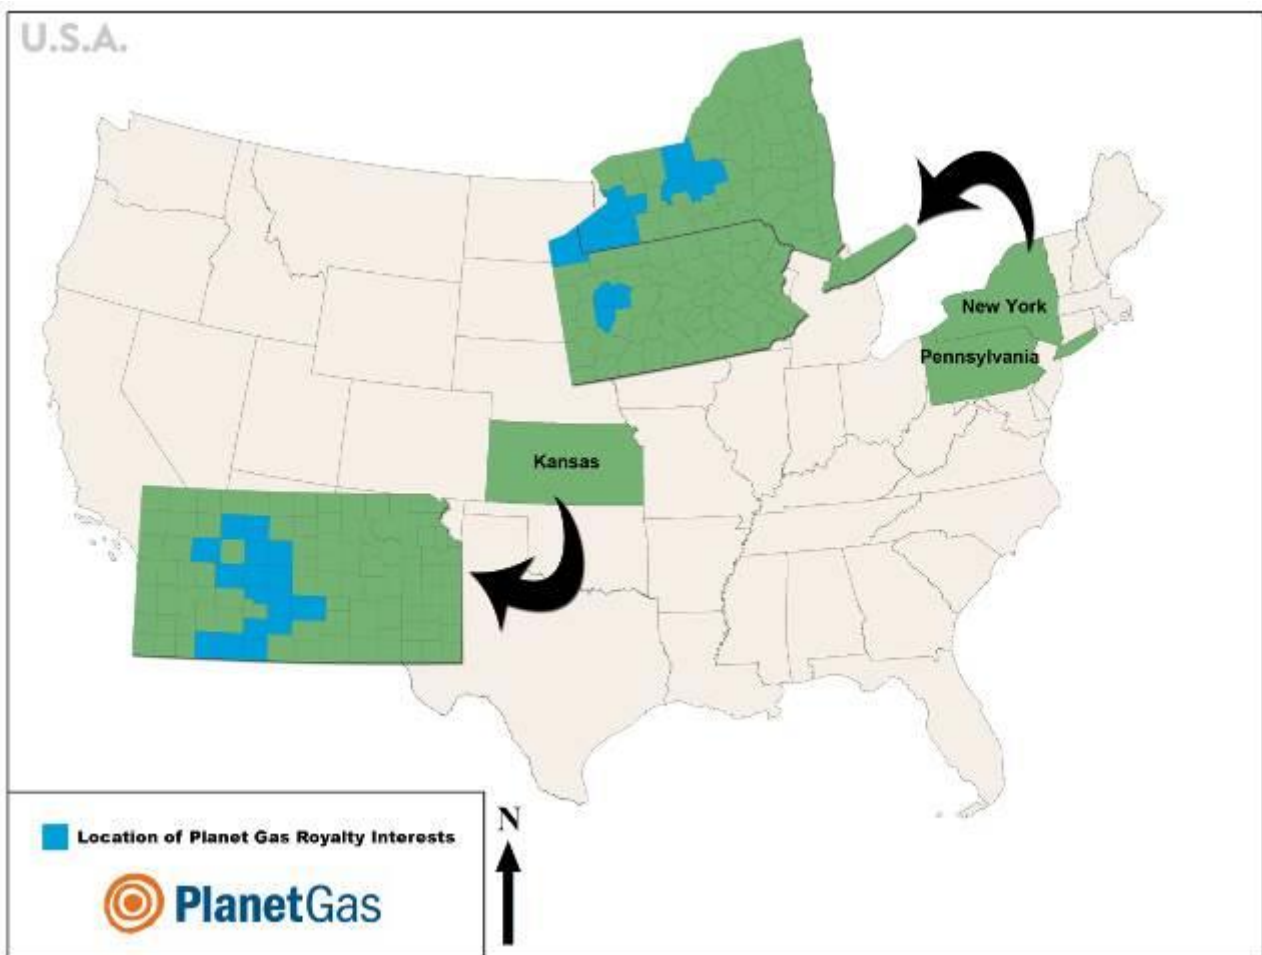 U.S.A.
New York
Pennsylvania
Kansas
Location of Planet Gas Royalty Interests
PlanetGas
N